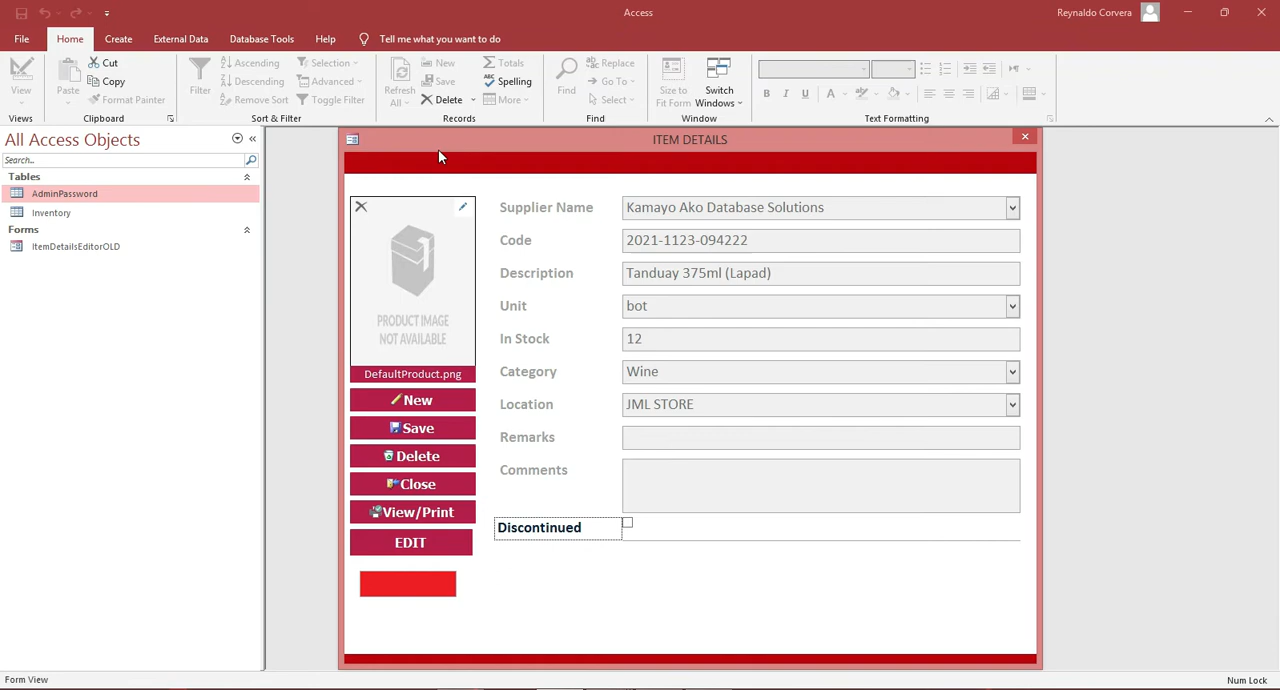 Access
Reynaldo Corvera
File Home Create External Data Database Tools Help Tell me what you want to do
View
Views
Paste
Cut
Copy
Format Painter
Clipboard
Filter
Ascending
Descending
Remove Sort
Selection
Advanced
Toggle Filter
Sort & Filter
Refresh All
New
Save
Delete
Totals
Spelling
More
Records
Find
Replace
Go To
Select
Find
Size to Fit Form
Switch Windows
Window
B I U A
Text Formatting
All Access Objects
Search...
Tables
AdminPassword
Inventory
Forms
ItemDetailsEditorOLD
ITEM DETAILS
PRODUCT IMAGE
NOT AVAILABLE
DefaultProduct.png
New
Save
Delete
Close
View/Print
EDIT
Supplier Name Kamayo Ako Database Solutions
Code 2021-1123-094222
Description Tanduay 375ml (Lapad)
Unit bot
In Stock 12
Category Wine
Location JML STORE
Remarks
Comments
Discontinued
Form View
Num Lock